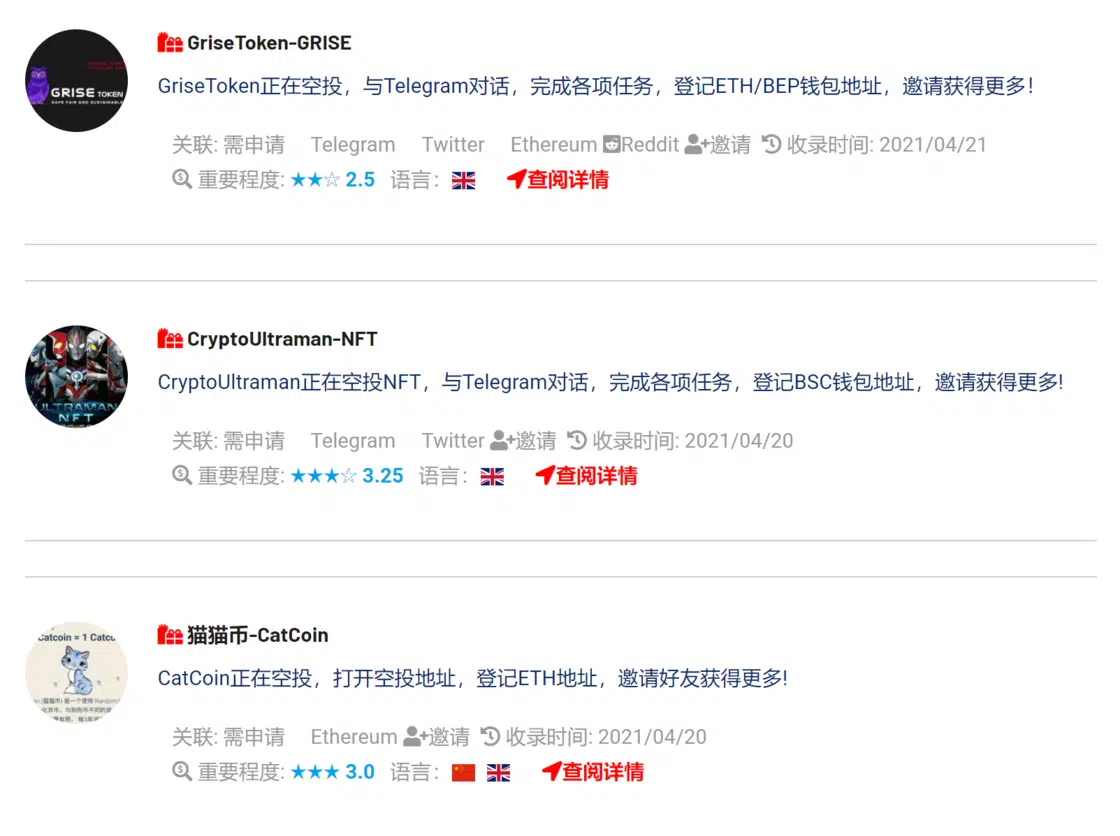 GriseToken-GRISE
GRISE TOKEN
SAFE FAIR AND SUSTAINABLE
GriseToken正在空投，与Telegram对话，完成各项任务，登记ETH/BEP钱包地址，邀请获得更多！
关联: 需申请 Telegram Twitter Ethereum Reddit 邀请 收录时间: 2021/04/21
重要程度: ★★☆ 2.5 语言： 查阅详情
CryptoUltraman-NFT
ULTRAMAN
NFT
CryptoUltraman正在空投NFT，与Telegram对话，完成各项任务，登记BSC钱包地址，邀请获得更多!
关联: 需申请 Telegram Twitter 邀请 收录时间: 2021/04/20
重要程度: ★★★☆ 3.25 语言： 查阅详情
猫猫币-CatCoin
Catcoin = 1 Catco
CatCoin正在空投，打开空投地址，登记ETH地址，邀请好友获得更多!
关联: 需申请 Ethereum 邀请 收录时间: 2021/04/20
重要程度: ★★★ 3.0 语言： 查阅详情